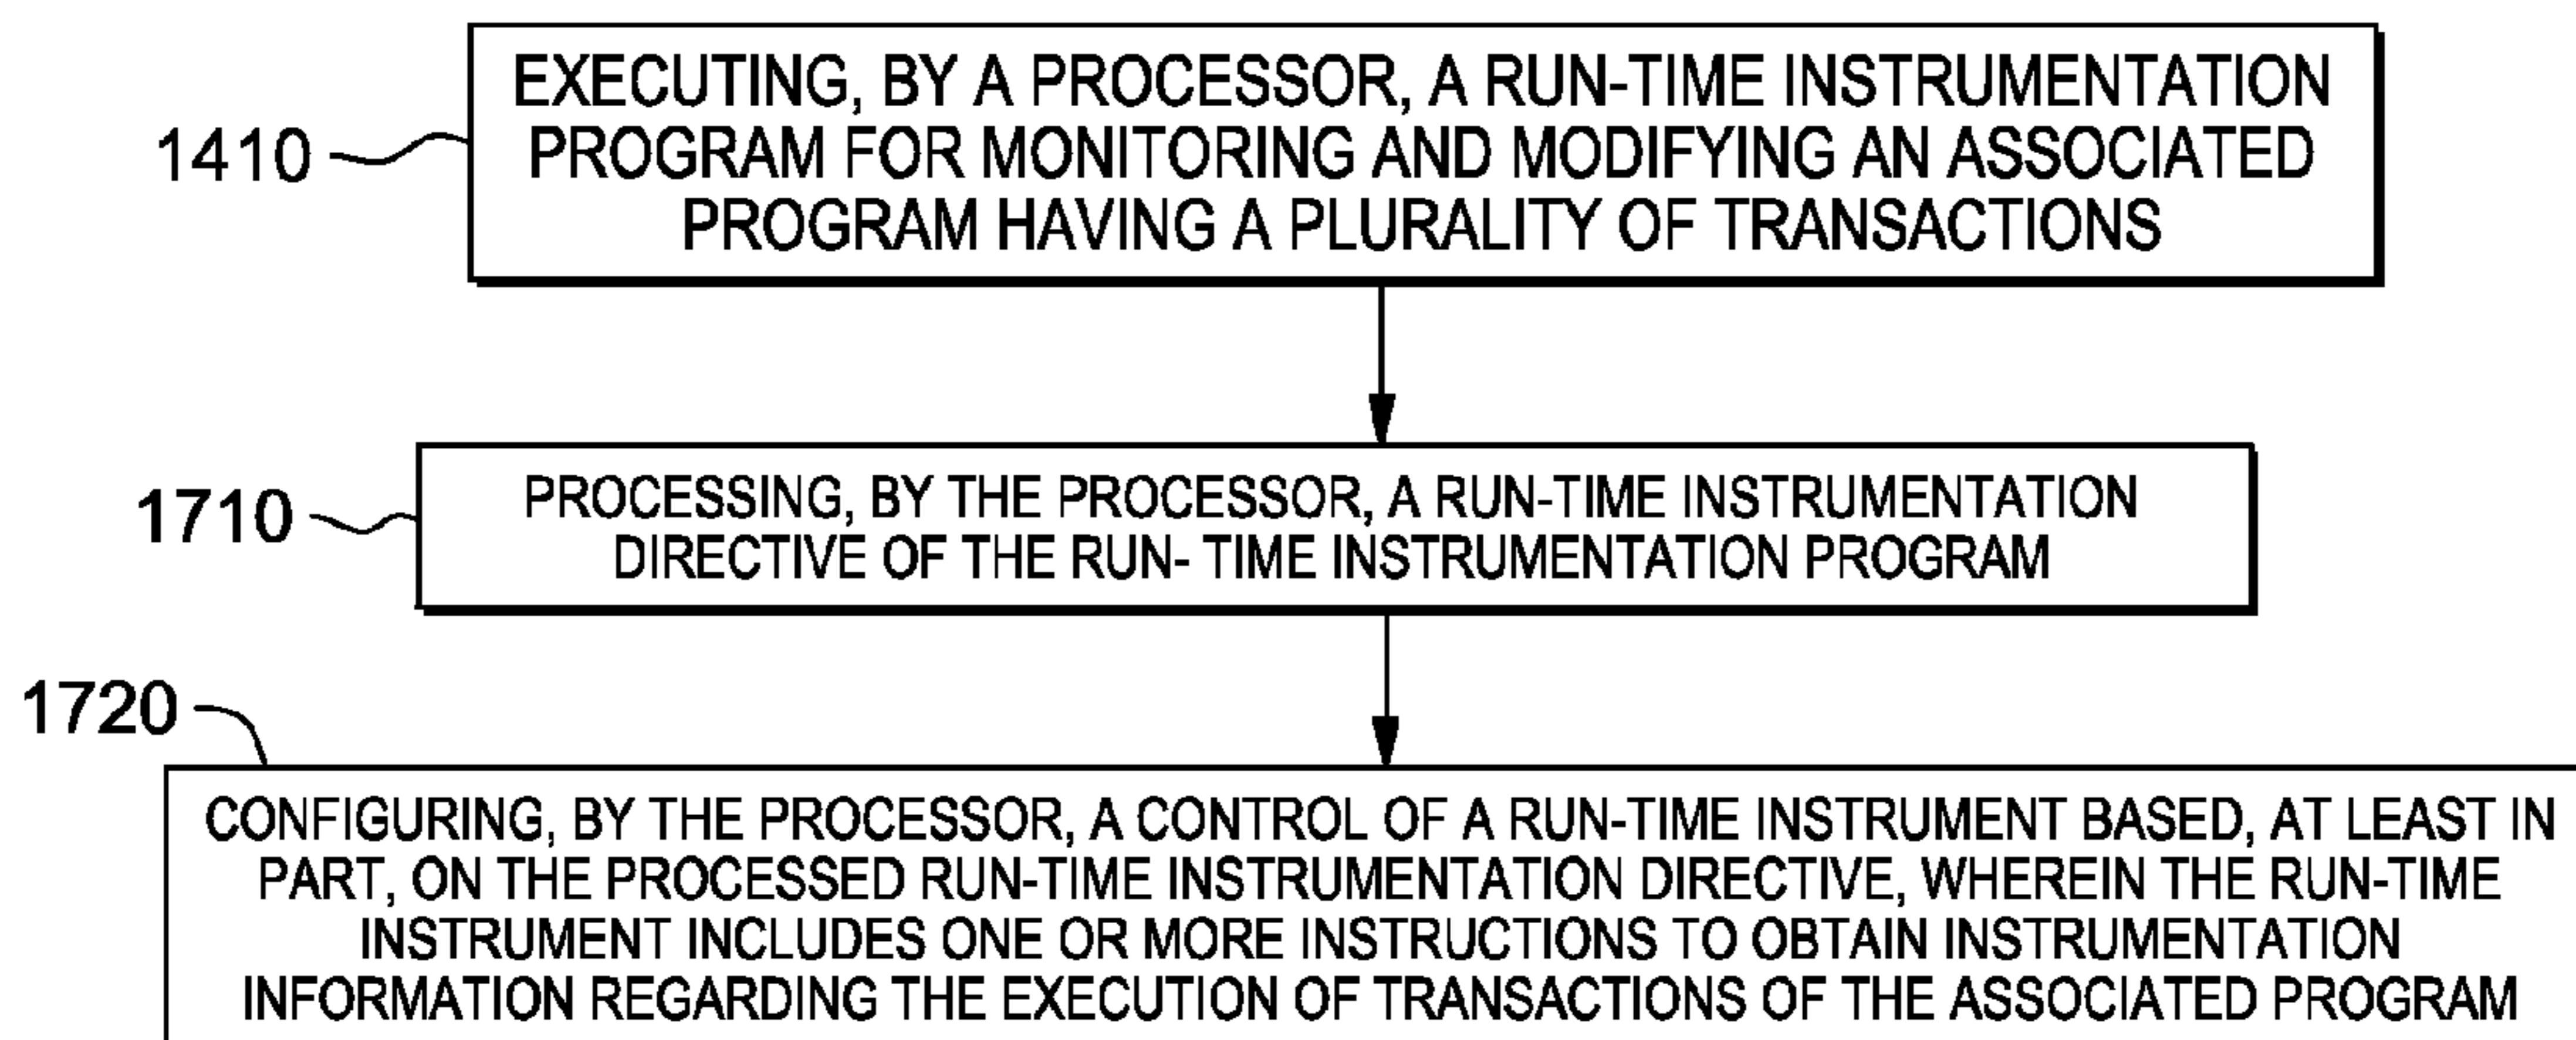 EXECUTING, BY A PROCESSOR, A RUN-TIME INSTRUMENTATION
PROGRAM FOR MONITORING AND MODIFYING AN ASSOCIATED
PROGRAM HAVING A PLURALITY OF TRANSACTIONS
1410
PROCESSING, BY THE PROCESSOR, A RUN-TIME INSTRUMENTATION
DIRECTIVE OF THE RUN- TIME INSTRUMENTATION PROGRAM
1710
1720
CONFIGURING, BY THE PROCESSOR, A CONTROL OF A RUN-TIME INSTRUMENT BASED, AT LEAST IN
PART, ON THE PROCESSED RUN-TIME INSTRUMENTATION DIRECTIVE, WHEREIN THE RUN-TIME
INSTRUMENT INCLUDES ONE OR MORE INSTRUCTIONS TO OBTAIN INSTRUMENTATION
INFORMATION REGARDING THE EXECUTION OF TRANSACTIONS OF THE ASSOCIATED PROGRAM